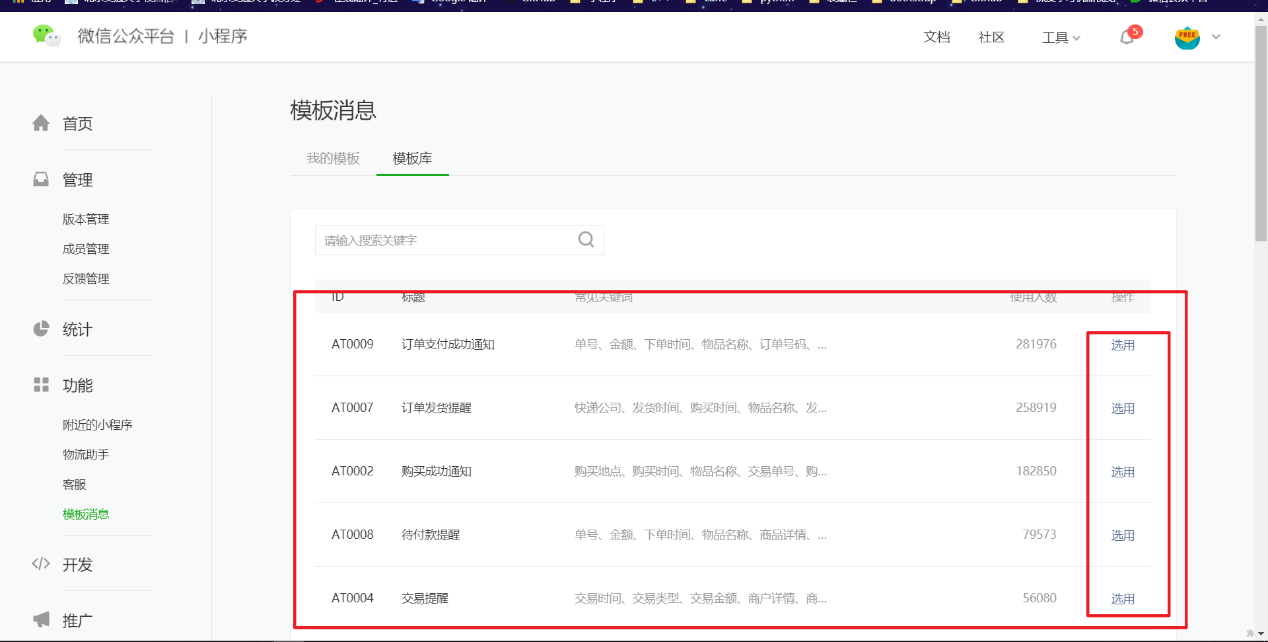 微信公众平台 | 小程序
文档 社区 工具 5
FREE
首页
管理
版本管理
成员管理
反馈管理
统计
功能
附近的小程序
物流助手
客服
模板消息
开发
推广
模板消息
我的模板 模板库
请输入搜索关键字
ID 标题 常见关键词 使用人数 操作
AT0009 订单支付成功通知 单号、金额、下单时间、物品名称、订单号码、... 281976 选用
AT0007 订单发货提醒 快递公司、发货时间、购买时间、物品名称、发... 258919 选用
AT0002 购买成功通知 购买地点、购买时间、物品名称、交易单号、购... 182850 选用
AT0008 待付款提醒 单号、金额、下单时间、物品名称、商品详情、... 79573 选用
AT0004 交易提醒 交易时间、交易类型、交易金额、商户详情、商... 56080 选用